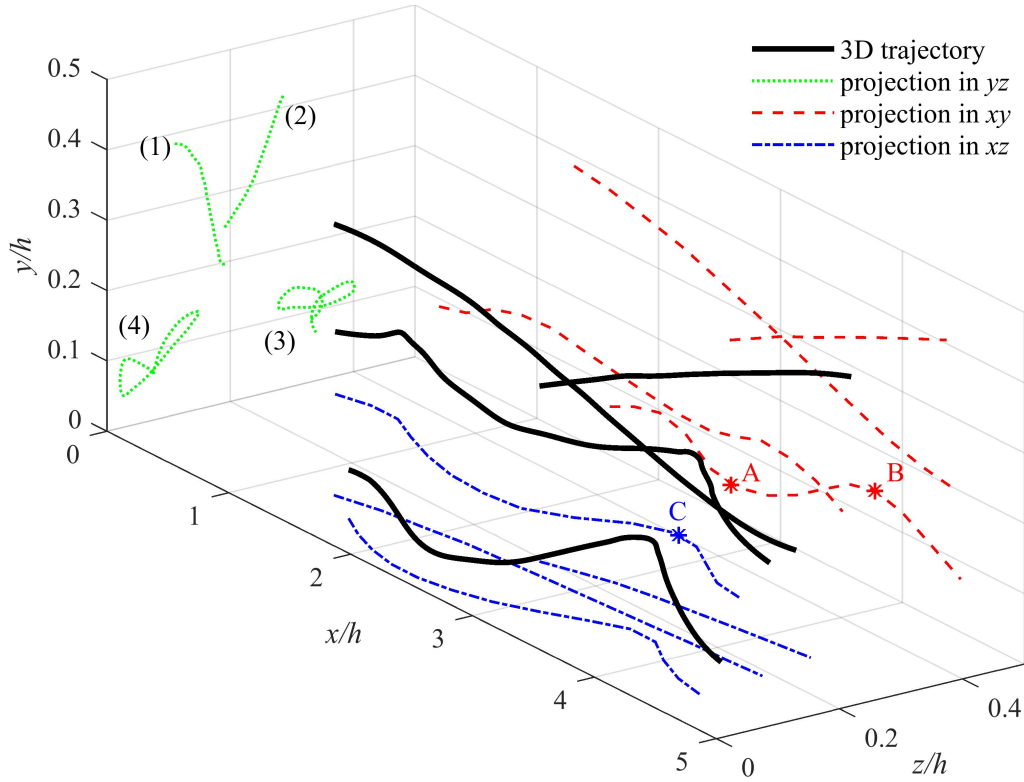 3D trajectory
projection in yz
projection in xy
projection in xz
0.5
0.4
0.3
0.2
0.1
0
y/h
(1)
(2)
(3)
(4)
A
B
C
0
1
2
3
4
5
x/h
0
0.2
0.4
z/h